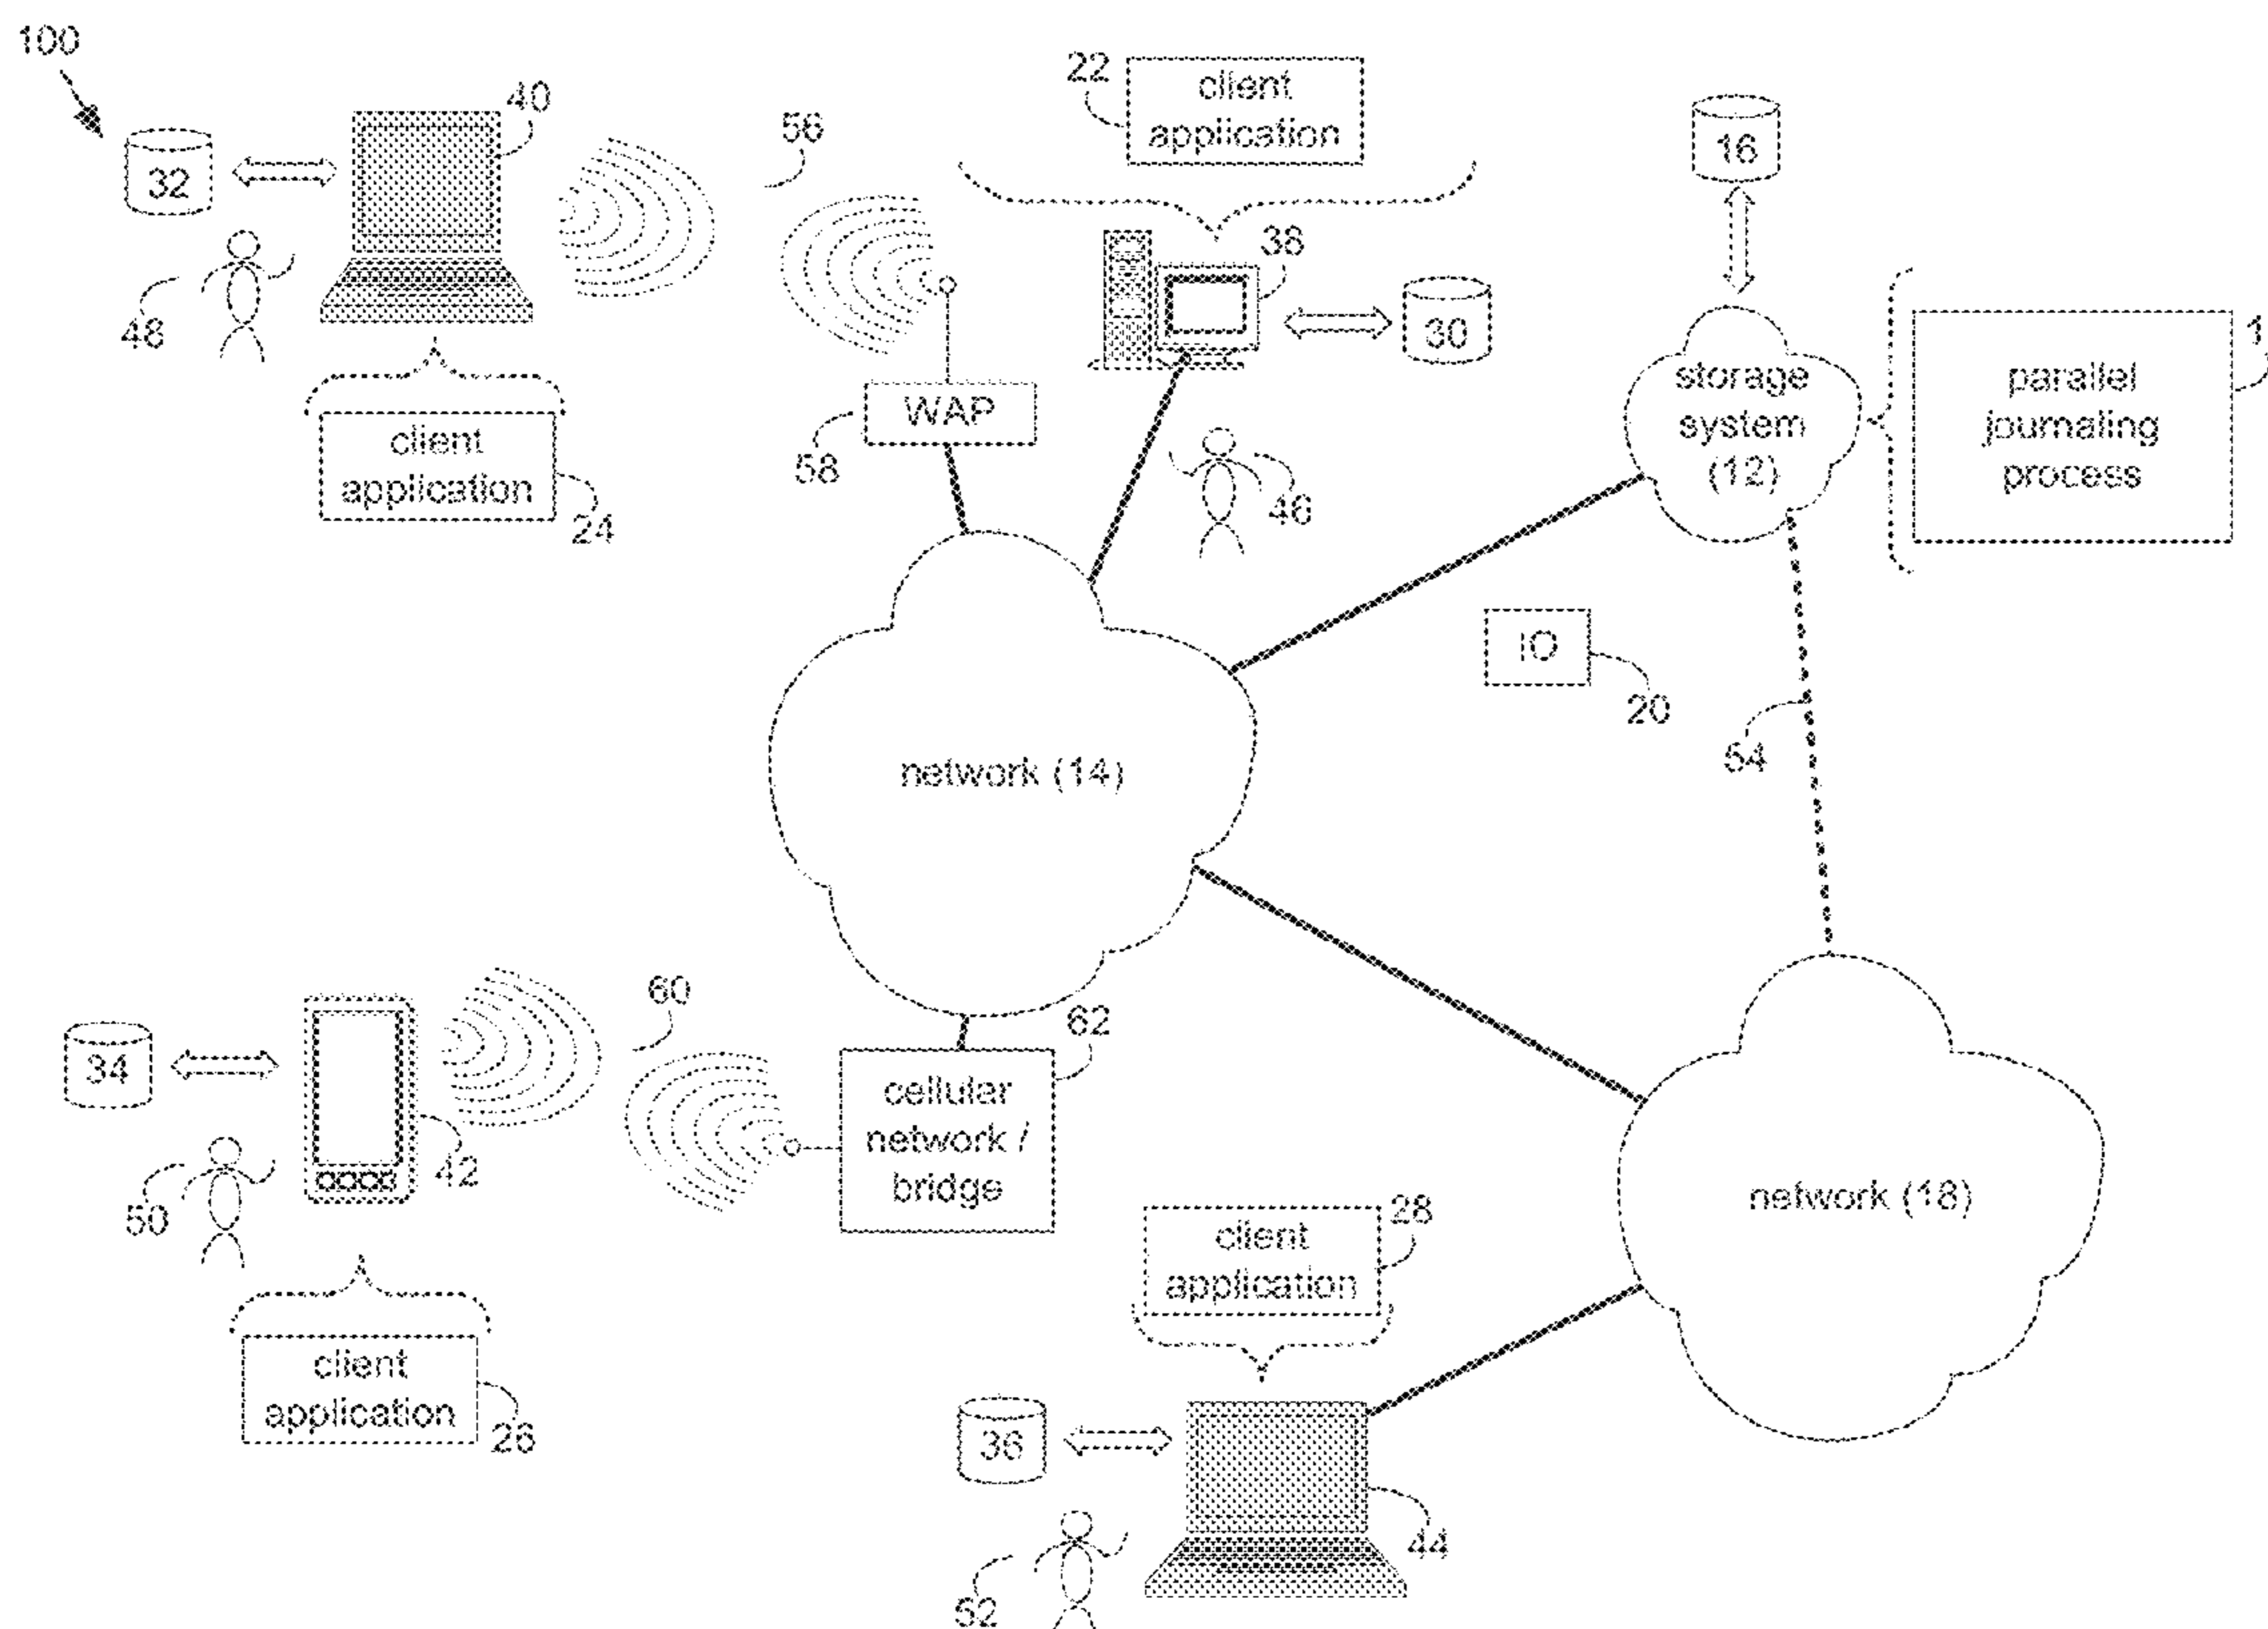 100
40
32
48
client
application
24
56
WAP
58
22
client
application
38
30
46
16
storage
system
(12)
parallel
journaling
process
1
IO
20
54
network (14)
34
42
50
client
application
26
60
62
cellular
network /
bridge
28
client
application
36
44
52
network (18)